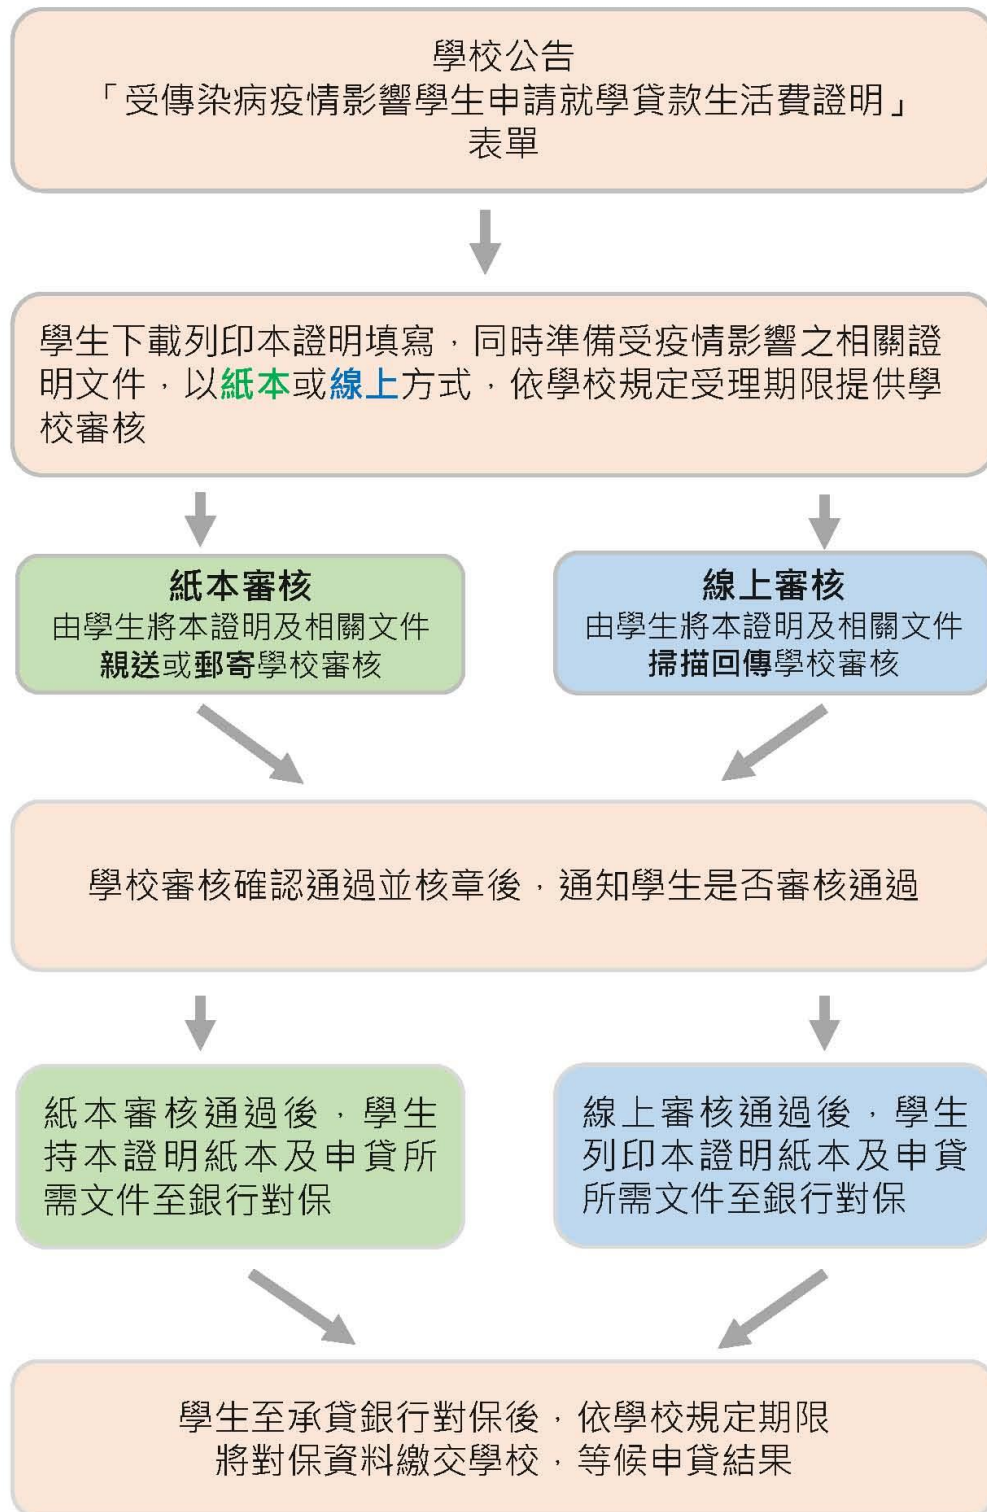 學校公告
「受傳染病疫情影響學生申請就學貸款生活費證明」
表單
學生下載列印本證明填寫，同時準備受疫情影響之相關證
明文件，以紙本或線上方式，依學校規定受理期限提供學
校審核
紙本審核
由學生將本證明及相關文件
親送或郵寄學校審核
線上審核
由學生將本證明及相關文件
掃描回傳學校審核
學校審核確認通過並核章後，通知學生是否審核通過
紙本審核通過後，學生
持本證明紙本及申貸所
需文件至銀行對保
線上審核通過後，學生
列印本證明紙本及申貸
所需文件至銀行對保
學生至承貸銀行對保後，依學校規定期限
將對保資料繳交學校，等候申貸結果